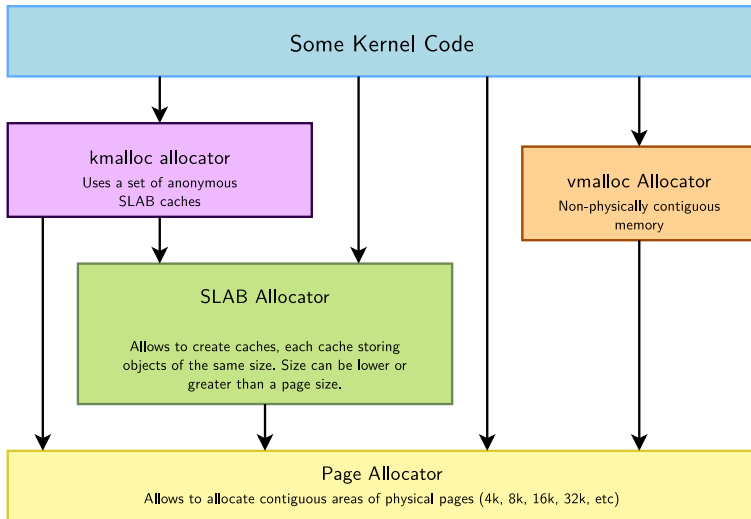 Some Kernel Code
kmalloc allocator
Uses a set of anonymous
SLAB caches
vmalloc Allocator
Non-physically contiguous
memory
SLAB Allocator
Allows to create caches, each cache storing
objects of the same size. Size can be lower or
greater than a page size.
Page Allocator
Allows to allocate contiguous areas of physical pages (4k, 8k, 16k, 32k, etc)